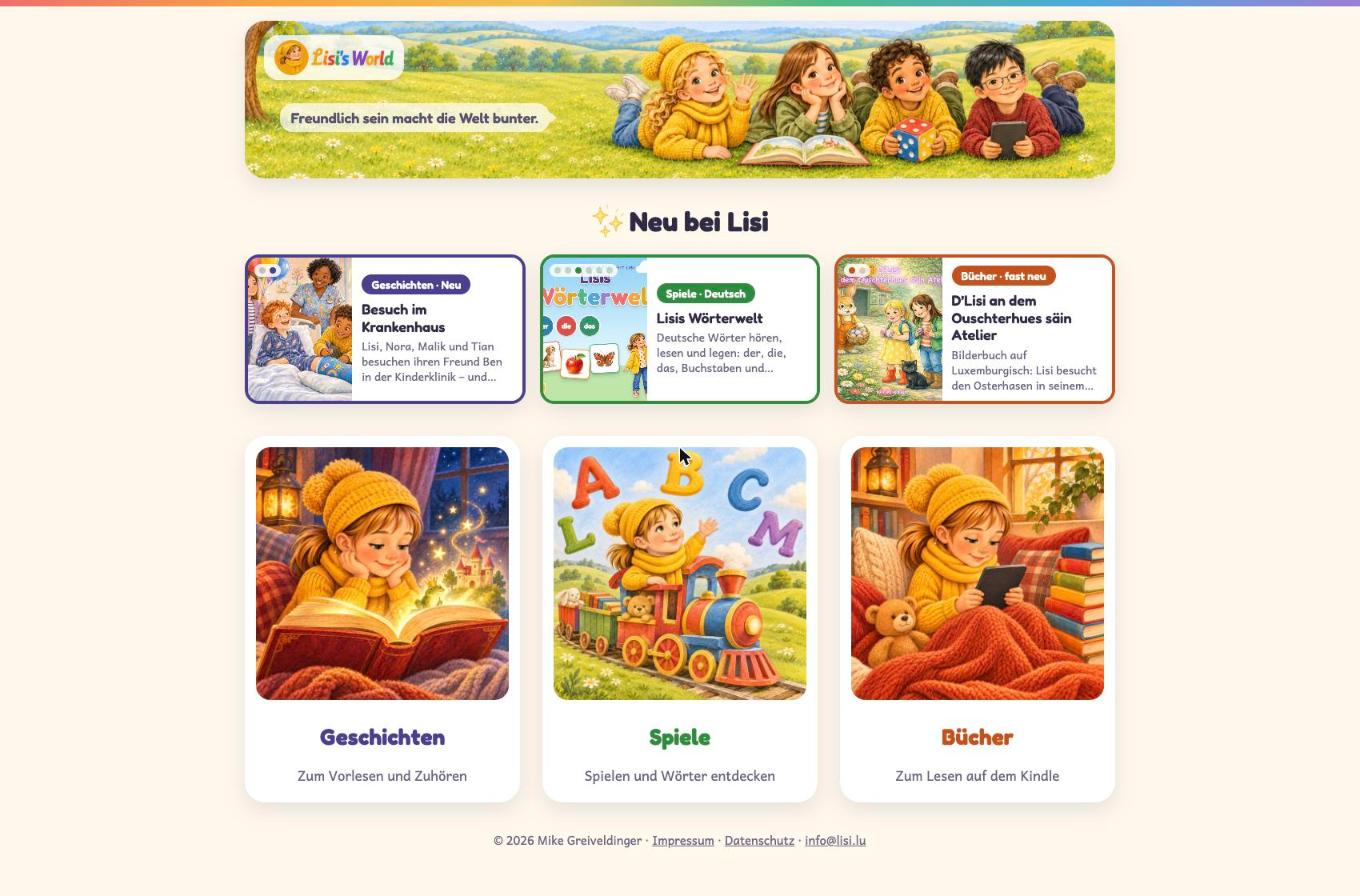 Lisi's World
Freundlich sein macht die Welt bunter.
✨ Neu bei Lisi
Geschichten · Neu
Besuch im
Krankenhaus
Lisi, Nora, Malik und Tian
besuchen ihren Freund Ben
in der Kinderklinik – und...
Lisis
Wörterwel
die
das
Spiele · Deutsch
Lisis Wörterwelt
Deutsche Wörter hören,
lesen und legen: der, die,
das, Buchstaben und...
Bücher · fast neu
D'Lisi an dem
Ouschterhues säin
Atelier
Bilderbuch auf
Luxemburgisch: Lisi besucht
den Osterhasen in seinem...
A B C
L M
Geschichten
Zum Vorlesen und Zuhören
Spiele
Spielen und Wörter entdecken
Bücher
Zum Lesen auf dem Kindle
© 2026 Mike Greiveldinger · Impressum · Datenschutz · info@lisi.lu